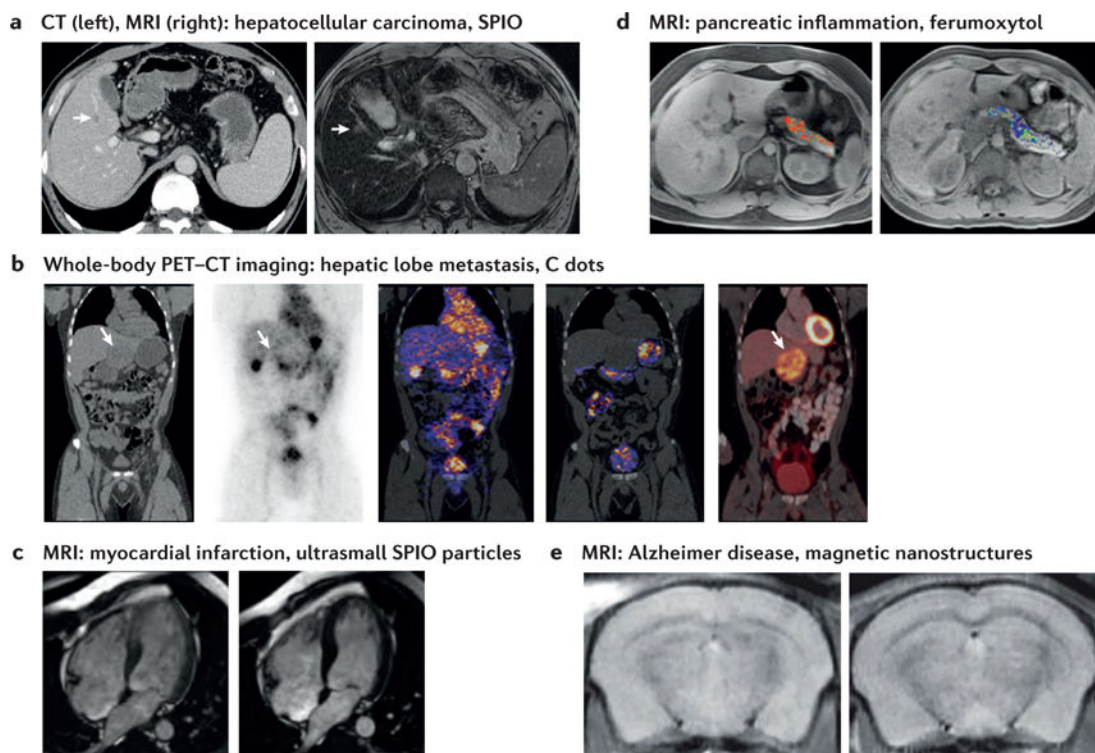 a CT (left), MRI (right): hepatocellular carcinoma, SPIO
d MRI: pancreatic inflammation, ferumoxytol
b Whole-body PET–CT imaging: hepatic lobe metastasis, C dots
c MRI: myocardial infarction, ultrasmall SPIO particles
e MRI: Alzheimer disease, magnetic nanostructures